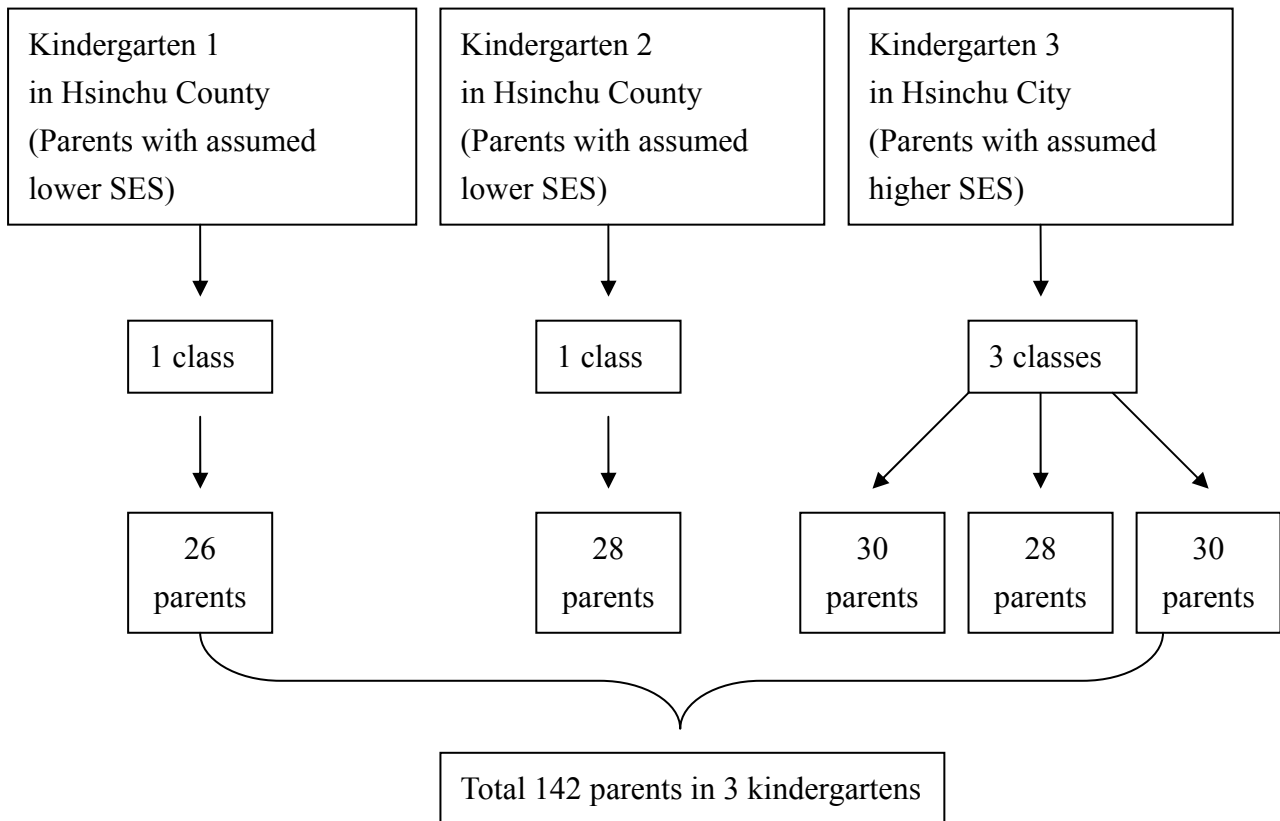 Kindergarten 1
in Hsinchu County
(Parents with assumed
lower SES)
Kindergarten 2
in Hsinchu County
(Parents with assumed
lower SES)
Kindergarten 3
in Hsinchu City
(Parents with assumed
higher SES)
1 class
1 class
3 classes
26
parents
28
parents
30
parents
28
parents
30
parents
Total 142 parents in 3 kindergartens